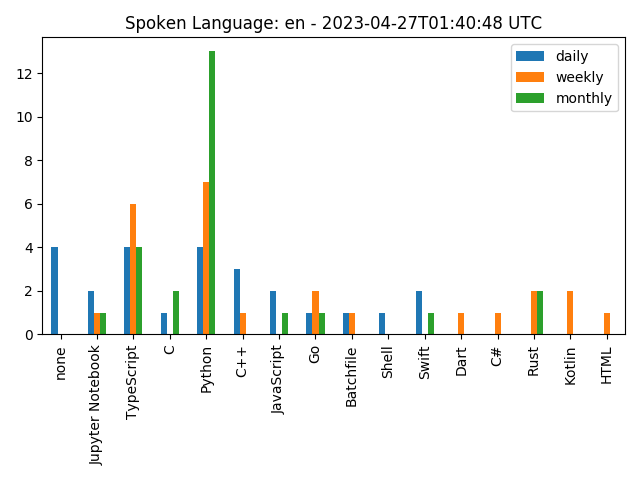 Spoken Language: en - 2023-04-27T01:40:48 UTC
daily
weekly
monthly
12
10
8
6
4
2
0
none
Jupyter Notebook
TypeScript
C
Python
C++
JavaScript
Go
Batchfile
Shell
Swift
Dart
C#
Rust
Kotlin
HTML